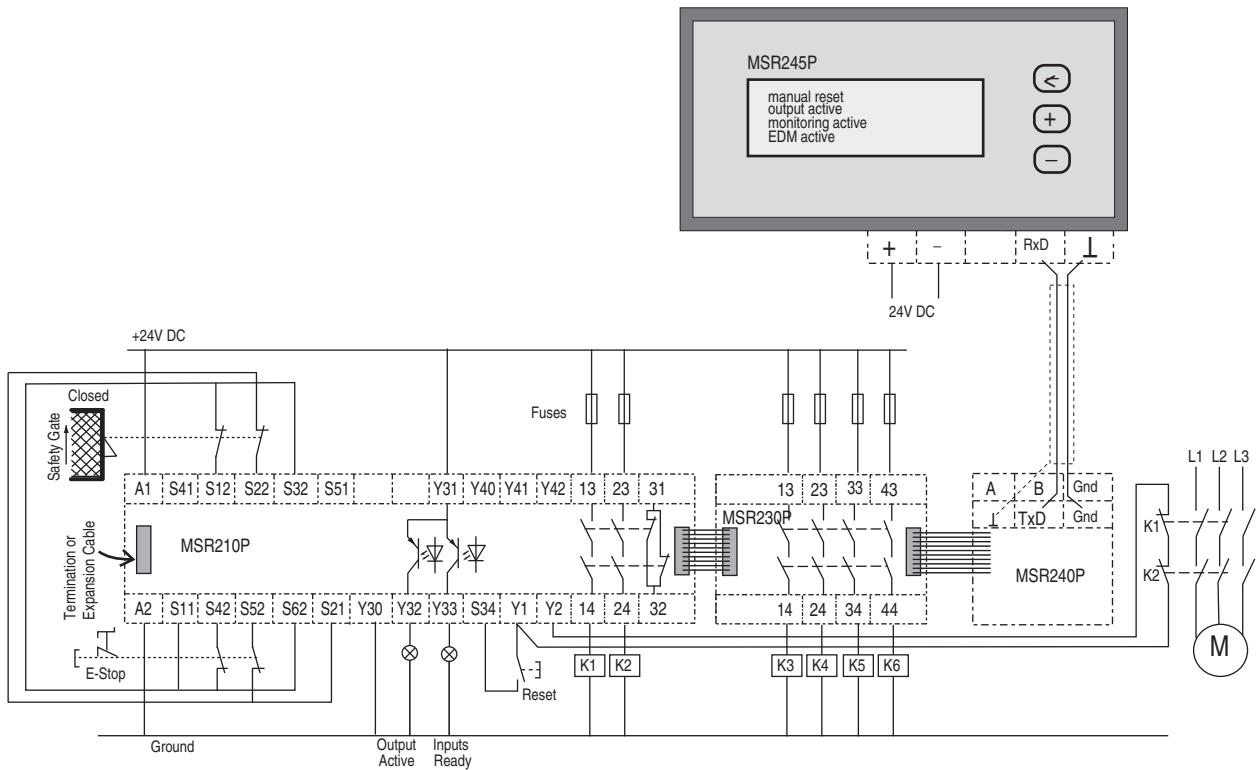 MSR245P
manual reset
output active
monitoring active
EDM active
<
+
−
+ − RxD ⊥
24V DC
+24V DC
Closed
Safety Gate
Fuses
L1 L2 L3
A1 S41 S12 S22 S32 S51 Y31 Y40 Y41 Y42 13 23 31
13 23 33 43
A B Gnd
⊥ TxD Gnd
MSR210P
MSR230P
MSR240P
K1
K2
Termination or
Expansion Cable
A2 S11 S42 S52 S62 S21 Y30 Y32 Y33 S34 Y1 Y2 14 24 32
14 24 34 44
E-Stop
K1 K2 K3 K4 K5 K6
M
Reset
Ground
Output
Active
Inputs
Ready